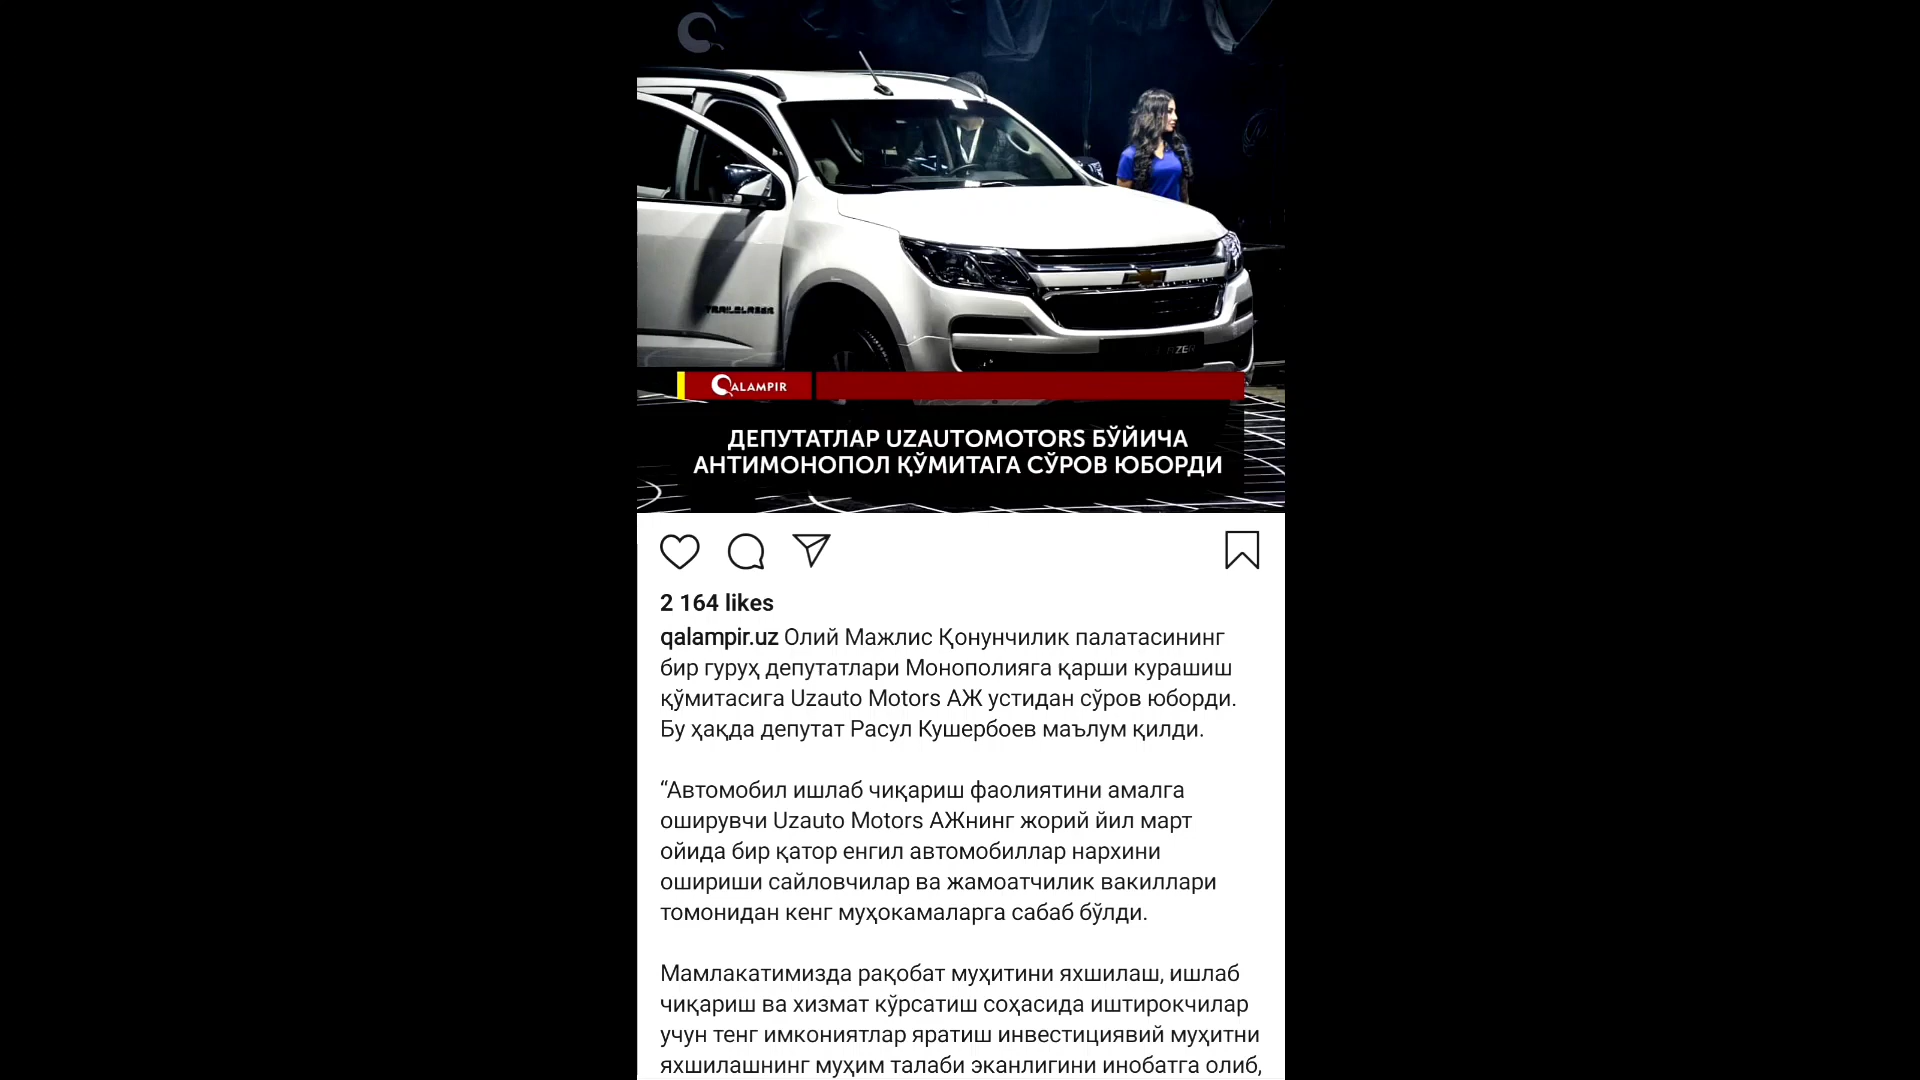 TRAILBLAZER
QALAMPIR
ДЕПУТАТЛАР UZAUTOMOTORS БЎЙИЧА
АНТИМОНОПОЛ ҚЎМИТАГА СЎРОВ ЮБОРДИ
2 164 likes
qalampir.uz Олий Мажлис Қонунчилик палатасининг
бир гуруҳ депутатлари Монополияга қарши курашиш
қўмитасига Uzauto Motors АЖ устидан сўров юборди.
Бу ҳақда депутат Расул Кушербоев маълум қилди.
“Автомобил ишлаб чиқариш фаолиятини амалга
оширувчи Uzauto Motors АЖнинг жорий йил март
ойида бир қатор енгил автомобиллар нархини
ошириши сайловчилар ва жамоатчилик вакиллари
томонидан кенг муҳокамаларга сабаб бўлди.
Мамлакатимизда рақобат муҳитини яхшилаш, ишлаб
чиқариш ва хизмат кўрсатиш соҳасида иштирокчилар
учун тенг имкониятлар яратиш инвестициявий муҳитни
яхшилашнинг муҳим талаби эканлигини инобатга олиб,